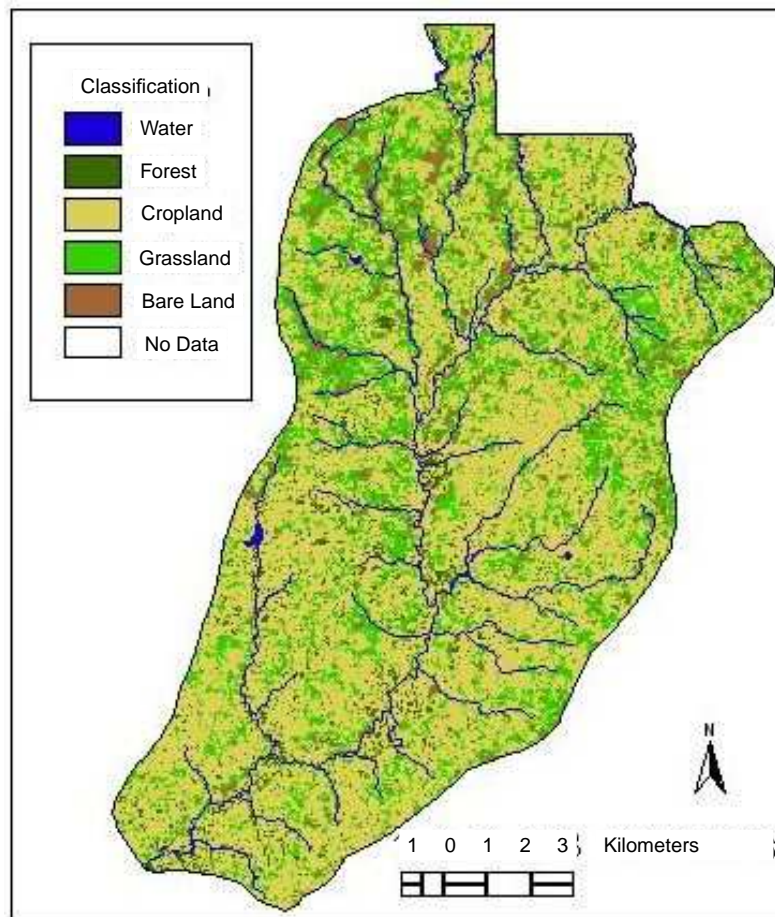 Classification
Water
Forest
Cropland
Grassland
Bare Land
No Data
N
1 0 1 2 3 Kilometers